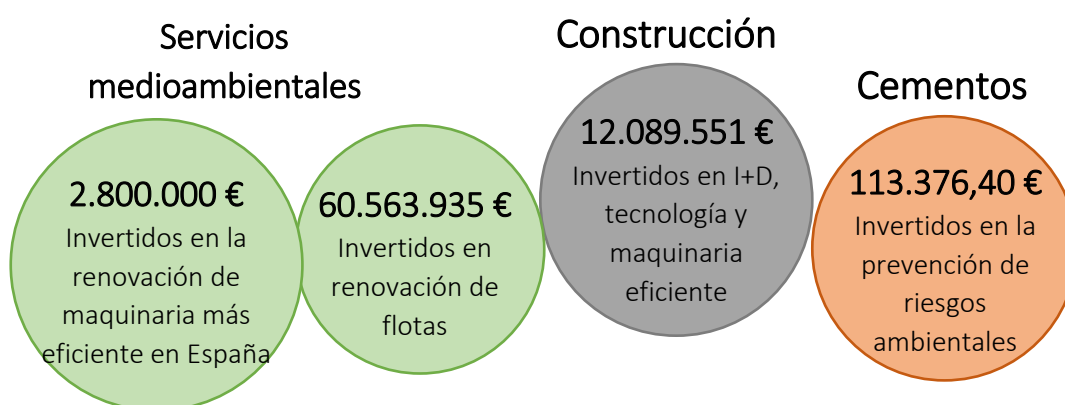 Servicios
medioambientales
2.800.000 €
Invertidos en la
renovación de
maquinaria más
eficiente en España
60.563.935 €
Invertidos en
renovación de
flotas
Construcción
12.089.551 €
Invertidos en I+D,
tecnología y
maquinaria
eficiente
Cementos
113.376,40 €
Invertidos en la
prevención de
riesgos
ambientales